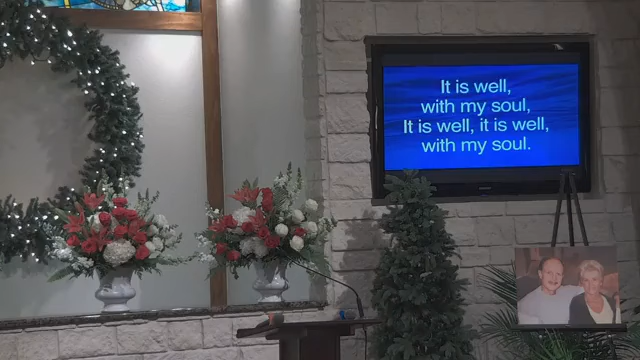 It is well,
with my soul,
It is well, it is well,
with my soul.